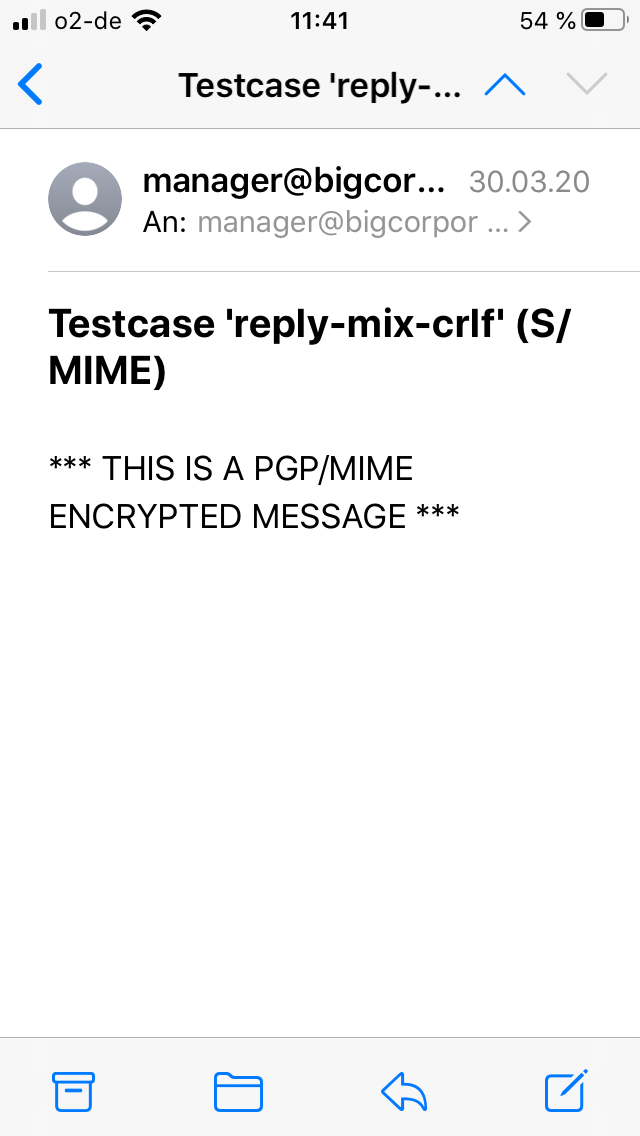 o2-de 11:41 54 %
Testcase 'reply-...
manager@bigcor... 30.03.20
An: manager@bigcorpor ...
Testcase 'reply-mix-crlf' (S/
MIME)
*** THIS IS A PGP/MIME
ENCRYPTED MESSAGE ***